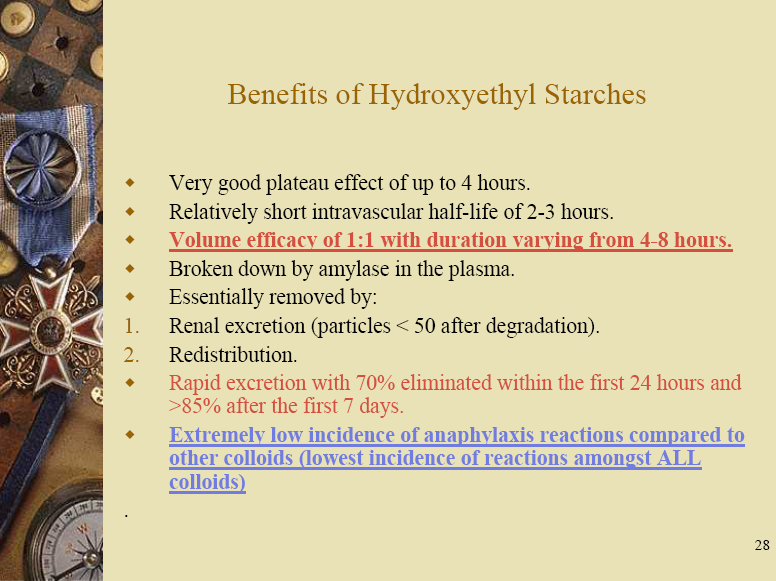 Benefits of Hydroxyethyl Starches
Very good plateau effect of up to 4 hours.
Relatively short intravascular half-life of 2-3 hours.
Volume efficacy of 1:1 with duration varying from 4-8 hours.
Broken down by amylase in the plasma.
Essentially removed by:
1. Renal excretion (particles < 50 after degradation).
2. Redistribution.
Rapid excretion with 70% eliminated within the first 24 hours and
>85% after the first 7 days.
Extremely low incidence of anaphylaxis reactions compared to
other colloids (lowest incidence of reactions amongst ALL
colloids)
.
28